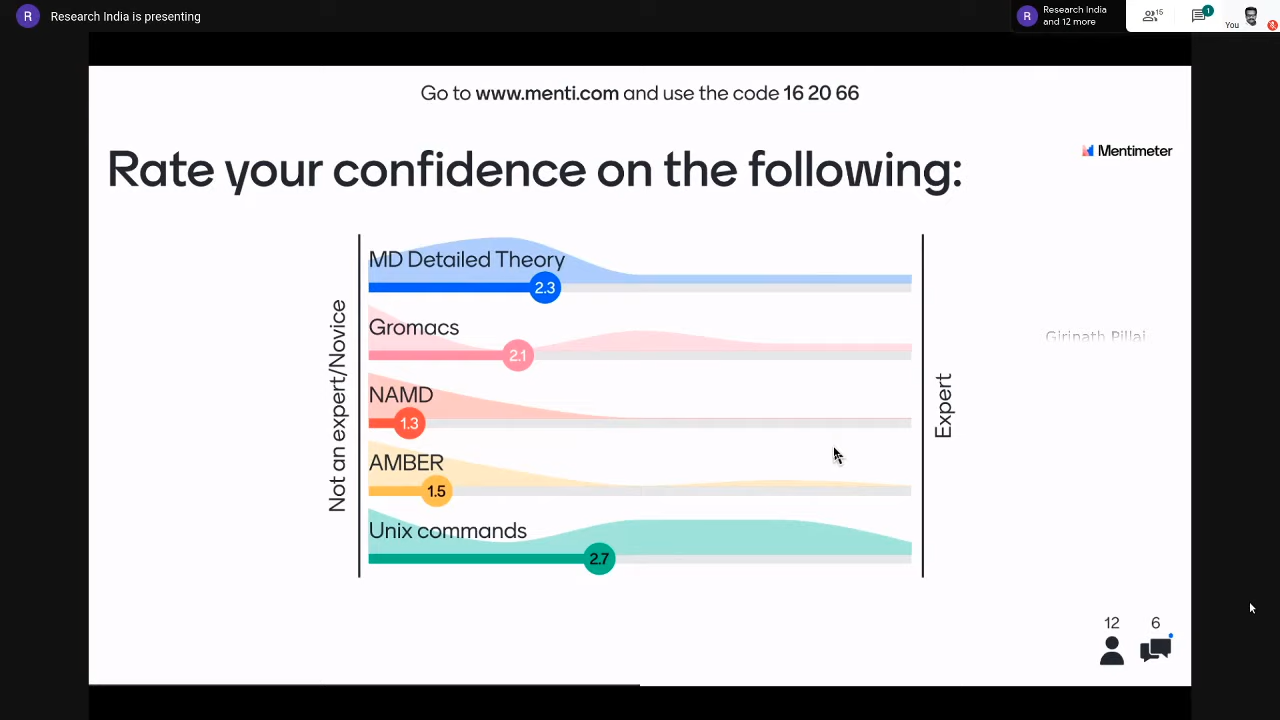 R Research India is presenting
R Research India
and 12 more
15
1
You
Go to www.menti.com and use the code 16 20 66
Rate your confidence on the following:
Mentimeter
Not an expert/Novice
MD Detailed Theory
2.3
Gromacs
2.1
NAMD
1.3
AMBER
1.5
Unix commands
2.7
Expert
Girinath Pillai
12 6